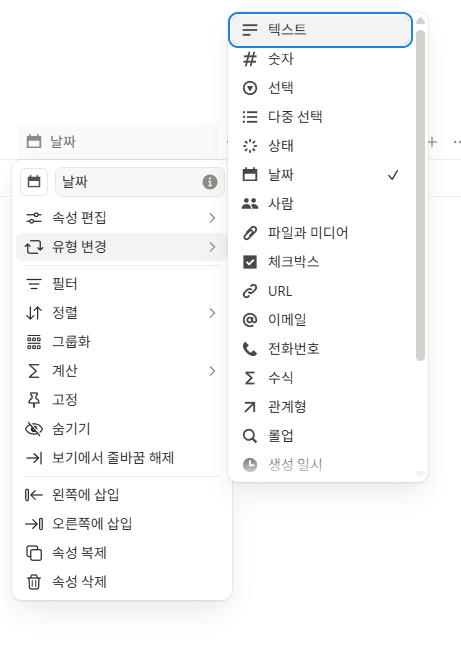 날짜
날짜
속성 편집
유형 변경
필터
정렬
그룹화
계산
고정
숨기기
보기에서 줄바꿈 해제
왼쪽에 삽입
오른쪽에 삽입
속성 복제
속성 삭제
텍스트
숫자
선택
다중 선택
상태
날짜
사람
파일과 미디어
체크박스
URL
이메일
전화번호
수식
관계형
롤업
생성 일시